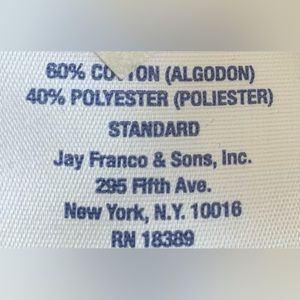 60% COTTON (ALGODON)
40% POLYESTER (POLIESTER)
STANDARD
Jay Franco & Sons, Inc.
295 Fifth Ave.
New York, N.Y. 10016
RN 18389